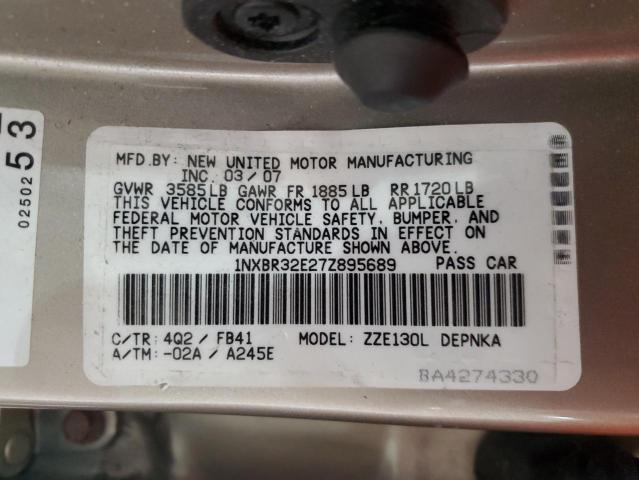 MFD.BY: NEW UNITED MOTOR MANUFACTURING
INC. 03/07
GVWR 3585LB GAWR FR 1885LB RR1720LB
THIS VEHICLE CONFORMS TO ALL APPLICABLE
FEDERAL MOTOR VEHICLE SAFETY, BUMPER, AND
THEFT PREVENTION STANDARDS IN EFFECT ON
THE DATE OF MANUFACTURE SHOWN ABOVE.
1NXBR32E27Z895689 PASS CAR
C/TR: 4Q2 / FB41 MODEL: ZZE130L DEPNKA
A/TM: -02A / A245E
BA4274330
53
02502